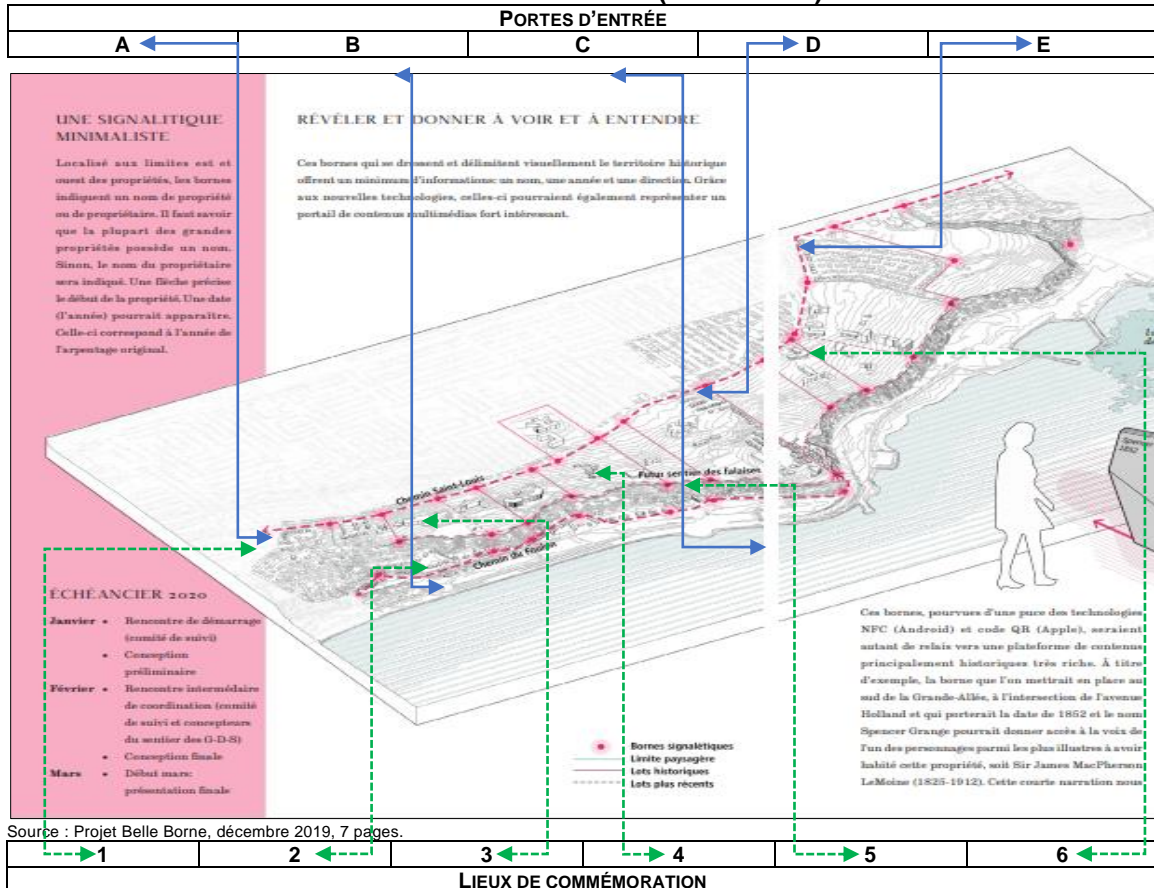 PORTES D'ENTRÉE
A B C D E
UNE SIGNALITIQUE
MINIMALISTE
Localisé aux limites est et
ouest des propriétés, les bornes
indiquent un nom de propriété
ou de propriétaire. Il faut savoir
que la plupart des grandes
propriétés possède un nom.
Sinon, le nom du propriétaire
sera indiqué. Une flèche précise
le début de la propriété. Une date
(l'année) pourrait apparaître.
Celle-ci correspond à l'année de
l'arpentage original.
RÉVÉLER ET DONNER À VOIR ET À ENTENDRE
Ces bornes qui se dressent et délimitent visuellement le territoire historique
offrent un minimum d'informations: un nom, une année et une direction. Grâce
aux nouvelles technologies, celles-ci pourraient également représenter un
portail de contenus multimédias fort intéressant.
Chemin Saint-Louis
Futur sentier des falaises
Chemin du Foulon
Spencer
1852
ÉCHÉANCIER 2020
Janvier • Rencontre de démarrage
(comité de suivi)
• Conception
préliminaire
Février • Rencontre intermédaire
de coordination (comité
de suivi et concepteurs
du sentier des G-D-S)
• Conception finale
Mars • Début mars:
présentation finale
Bornes signalétiques
Limite paysagère
Lots historiques
Lots plus récents
Ces bornes, pourvues d'une puce des technologies
NFC (Android) et code QR (Apple), seraient
autant de relais vers une plateforme de contenus
principalement historiques très riche. À titre
d'exemple, la borne que l'on mettrait en place au
sud de la Grande-Allée, à l'intersection de l'avenue
Holland et qui porterait la date de 1852 et le nom
Spencer Grange pourrait donner accès à la voix de
l'un des personnages parmi les plus illustres à avoir
habité cette propriété, soit Sir James MacPherson
LeMoine (1825-1912). Cette courte narration nous
Source : Projet Belle Borne, décembre 2019, 7 pages.
1 2 3 4 5 6
LIEUX DE COMMÉMORATION